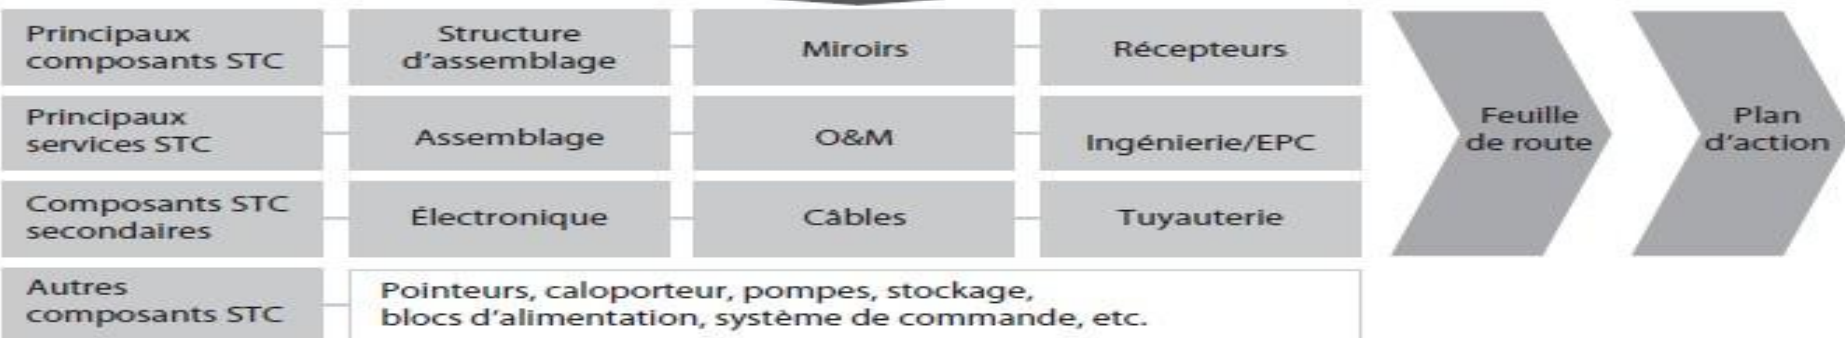 Principaux
composants STC
Structure
d'assemblage
Miroirs
Récepteurs
Principaux
services STC
Assemblage
O&M
Ingénierie/EPC
Composants STC
secondaires
Électronique
Câbles
Tuyauterie
Autres
composants STC
Pointeurs, caloporteur, pompes, stockage,
blocs d'alimentation, système de commande, etc.
Feuille
de route
Plan
d'action